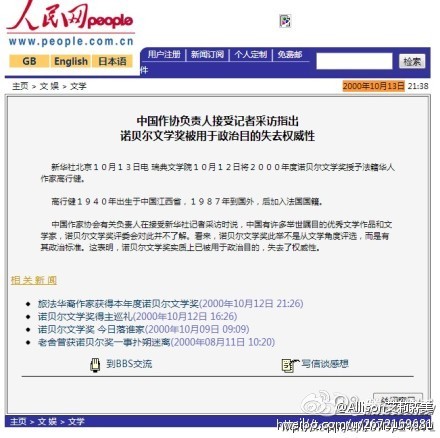 人民网people
www.people.com.cn
GB English 日本语
用户注册 | 新闻订阅 | 个人定制 | 免费邮件
检索
主页 > 文娱 > 文学
2000年10月13日 21:38
中国作协负责人接受记者采访指出
诺贝尔文学奖被用于政治目的失去权威性
新华社北京10月13日电 瑞典文学院10月12日将2000年度诺贝尔文学奖授予法籍华人
作家高行健。
高行健1940年出生于中国江西省，1987年到国外，后加入法国国籍。
中国作家协会有关负责人在接受新华社记者采访时说，中国有许多举世瞩目的优秀文学作品和文
学家，诺贝尔文学奖评委会对此并不了解。看来，诺贝尔文学奖此举不是从文学角度评选，而是有
其政治标准。这表明，诺贝尔文学奖实质上已被用于政治目的，失去了权威性。
相关新闻
旅法华裔作家获得本年度诺贝尔文学奖(2000年10月12日 21:26)
诺贝尔文学奖得主巡礼(2000年10月12日 16:26)
诺贝尔文学奖 今日落谁家(2000年10月09日 09:09)
老舍曾获诺贝尔奖一事扑朔迷离(2000年08月11日 10:20)
到BBS交流
写信谈感想
主页 > 文娱 > 文学